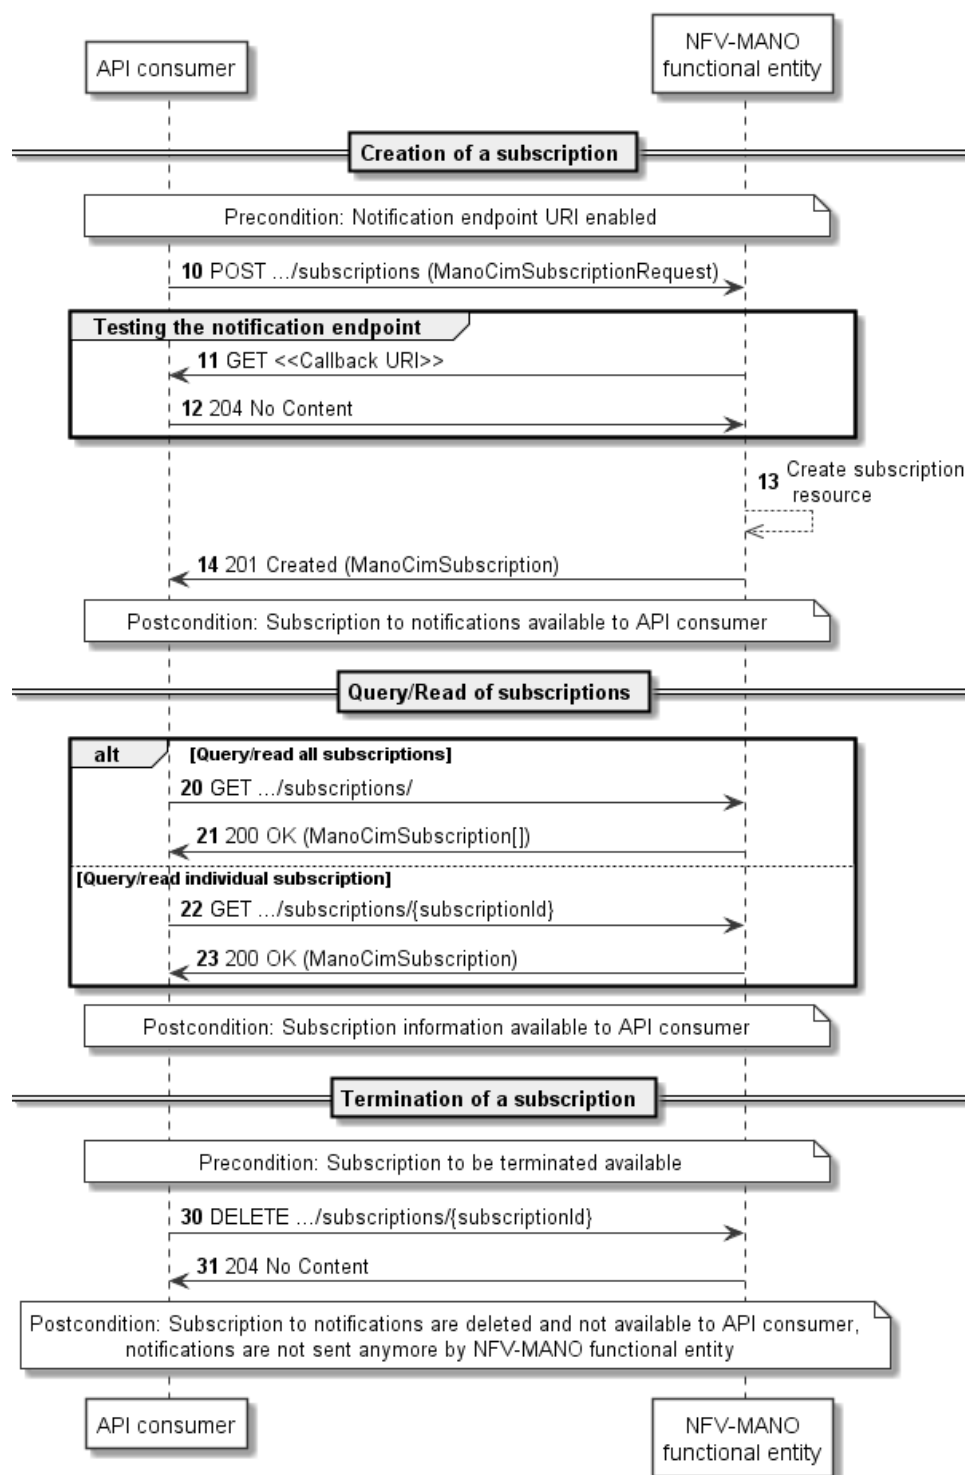 API consumer
NFV-MANO
functional entity
Creation of a subscription
Precondition: Notification endpoint URI enabled
10 POST .../subscriptions (ManoCimSubscriptionRequest)
Testing the notification endpoint
11 GET <<Callback URI>>
12 204 No Content
13 Create subscription
resource
14 201 Created (ManoCimSubscription)
Postcondition: Subscription to notifications available to API consumer
Query/Read of subscriptions
alt [Query/read all subscriptions]
20 GET .../subscriptions/
21 200 OK (ManoCimSubscription[])
[Query/read individual subscription]
22 GET .../subscriptions/{subscriptionId}
23 200 OK (ManoCimSubscription)
Postcondition: Subscription information available to API consumer
Termination of a subscription
Precondition: Subscription to be terminated available
30 DELETE .../subscriptions/{subscriptionId}
31 204 No Content
Postcondition: Subscription to notifications are deleted and not available to API consumer,
notifications are not sent anymore by NFV-MANO functional entity
API consumer
NFV-MANO
functional entity